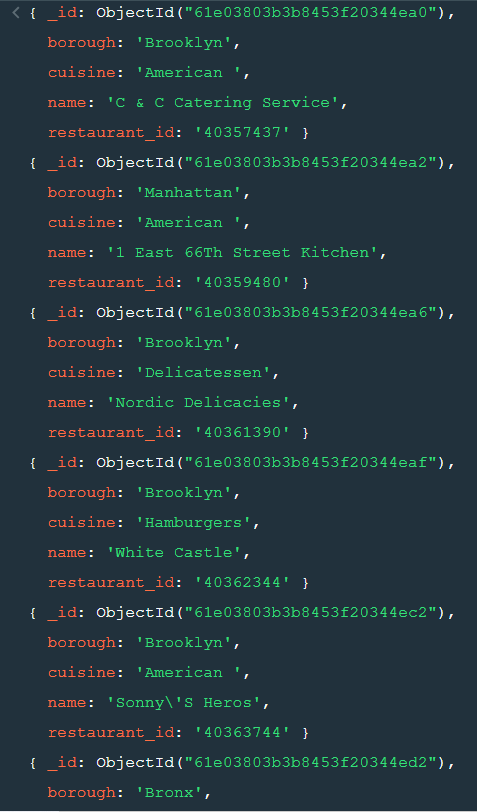 { _id: ObjectId("61e03803b3b8453f20344ea0"),
borough: 'Brooklyn',
cuisine: 'American ',
name: 'C & C Catering Service',
restaurant_id: '40357437' }
{ _id: ObjectId("61e03803b3b8453f20344ea2"),
borough: 'Manhattan',
cuisine: 'American ',
name: '1 East 66Th Street Kitchen',
restaurant_id: '40359480' }
{ _id: ObjectId("61e03803b3b8453f20344ea6"),
borough: 'Brooklyn',
cuisine: 'Delicatessen',
name: 'Nordic Delicacies',
restaurant_id: '40361390' }
{ _id: ObjectId("61e03803b3b8453f20344eaf"),
borough: 'Brooklyn',
cuisine: 'Hamburgers',
name: 'White Castle',
restaurant_id: '40362344' }
{ _id: ObjectId("61e03803b3b8453f20344ec2"),
borough: 'Brooklyn',
cuisine: 'American ',
name: 'Sonny\'S Heros',
restaurant_id: '40363744' }
{ _id: ObjectId("61e03803b3b8453f20344ed2"),
borough: 'Bronx',